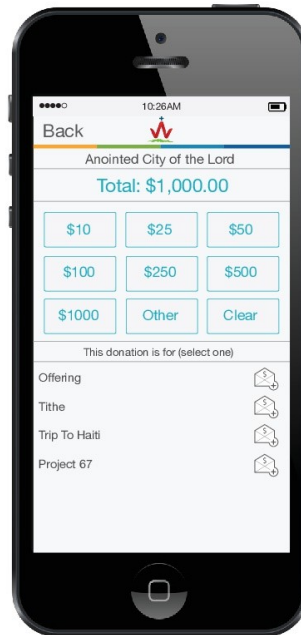 10:26AM
Back
Anointed City of the Lord
Total: $1,000.00
$10 $25 $50
$100 $250 $500
$1000 Other Clear
This donation is for (select one)
Offering
Tithe
Trip To Haiti
Project 67